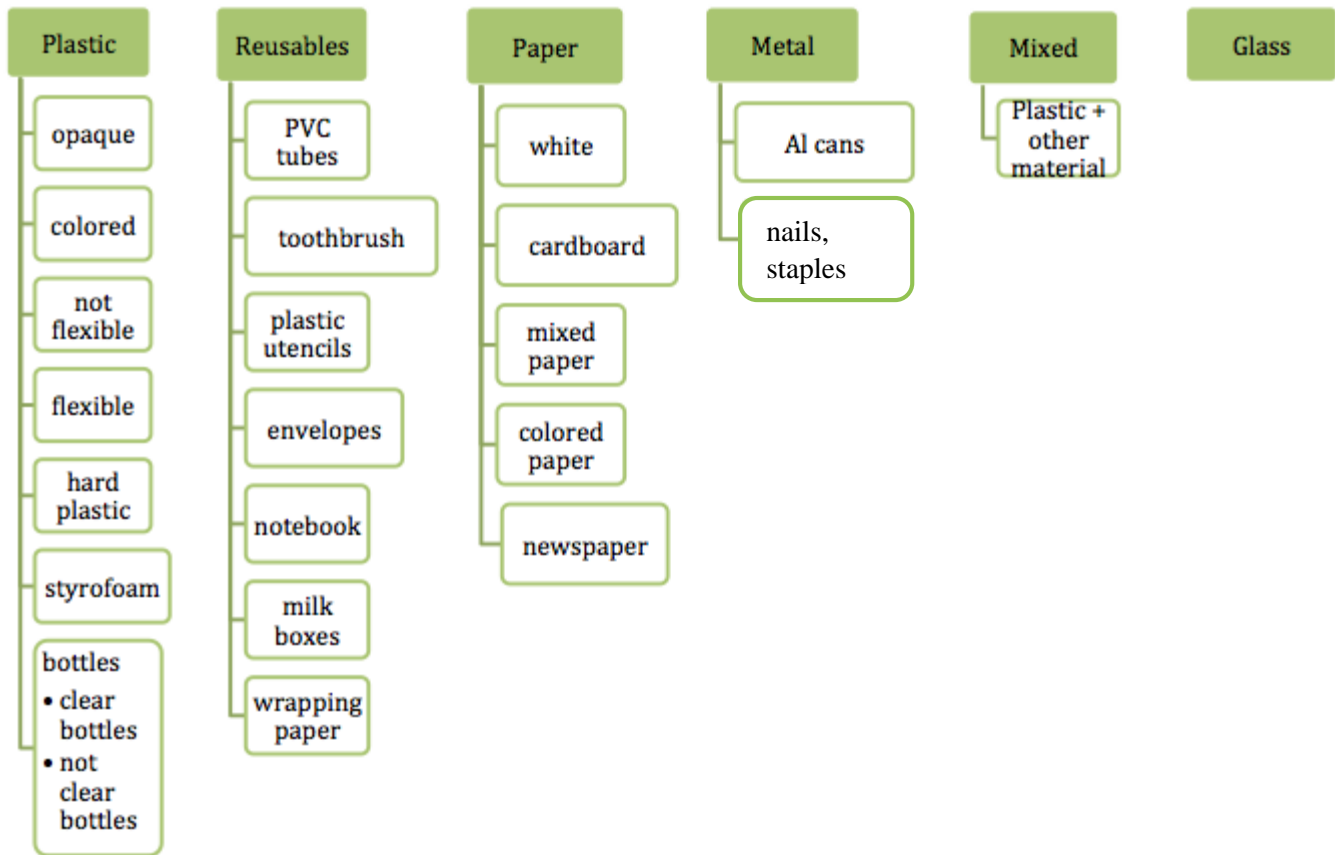 Plastic
opaque
colored
not
flexible
flexible
hard
plastic
styrofoam
bottles
• clear
bottles
• not
clear
bottles
Reusables
PVC
tubes
toothbrush
plastic
utencils
envelopes
notebook
milk
boxes
wrapping
paper
Paper
white
cardboard
mixed
paper
colored
paper
newspaper
Metal
Al cans
nails,
staples
Mixed
Plastic +
other
material
Glass